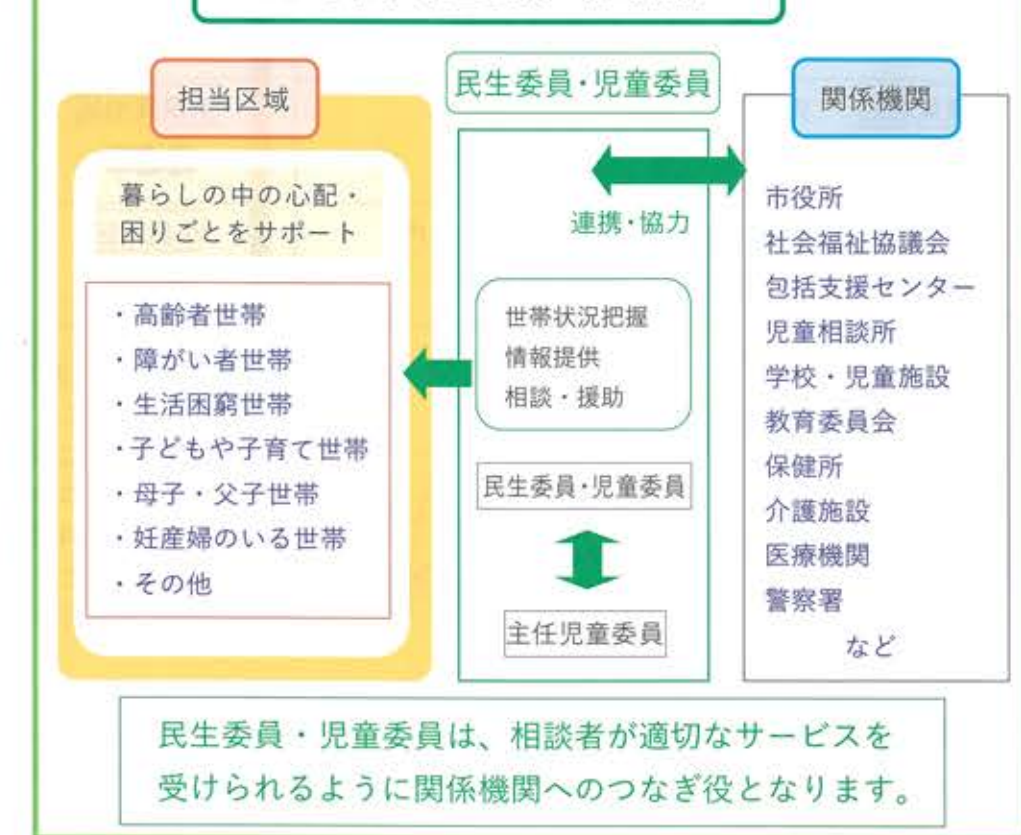 担当区域
暮らしの中の心配・
困りごとをサポート
・高齢者世帯
・障がい者世帯
・生活困窮世帯
・子どもや子育て世帯
・母子・父子世帯
・妊産婦のいる世帯
・その他
民生委員・児童委員
連携・協力
世帯状況把握
情報提供
相談・援助
民生委員・児童委員
主任児童委員
関係機関
市役所
社会福祉協議会
包括支援センター
児童相談所
学校・児童施設
教育委員会
保健所
介護施設
医療機関
警察署
など
民生委員・児童委員は、相談者が適切なサービスを
受けられるように関係機関へのつなぎ役となります。